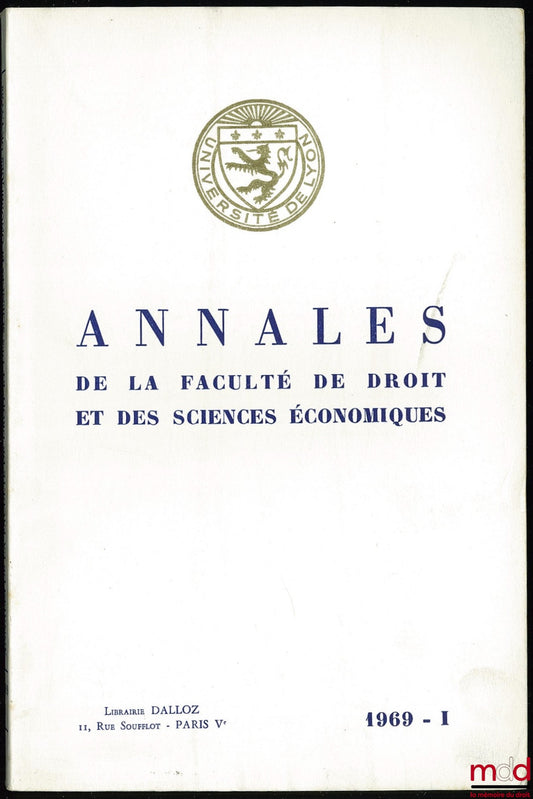 UNIVERSITÉ DE LYON
ANNALES
DE LA FACULTÉ DE DROIT
ET DES SCIENCES ÉCONOMIQUES
LIBRAIRIE DALLOZ
11, RUE SOUFFLOT - PARIS Vᵉ
1969 - I
mdd
la mémoire du droit